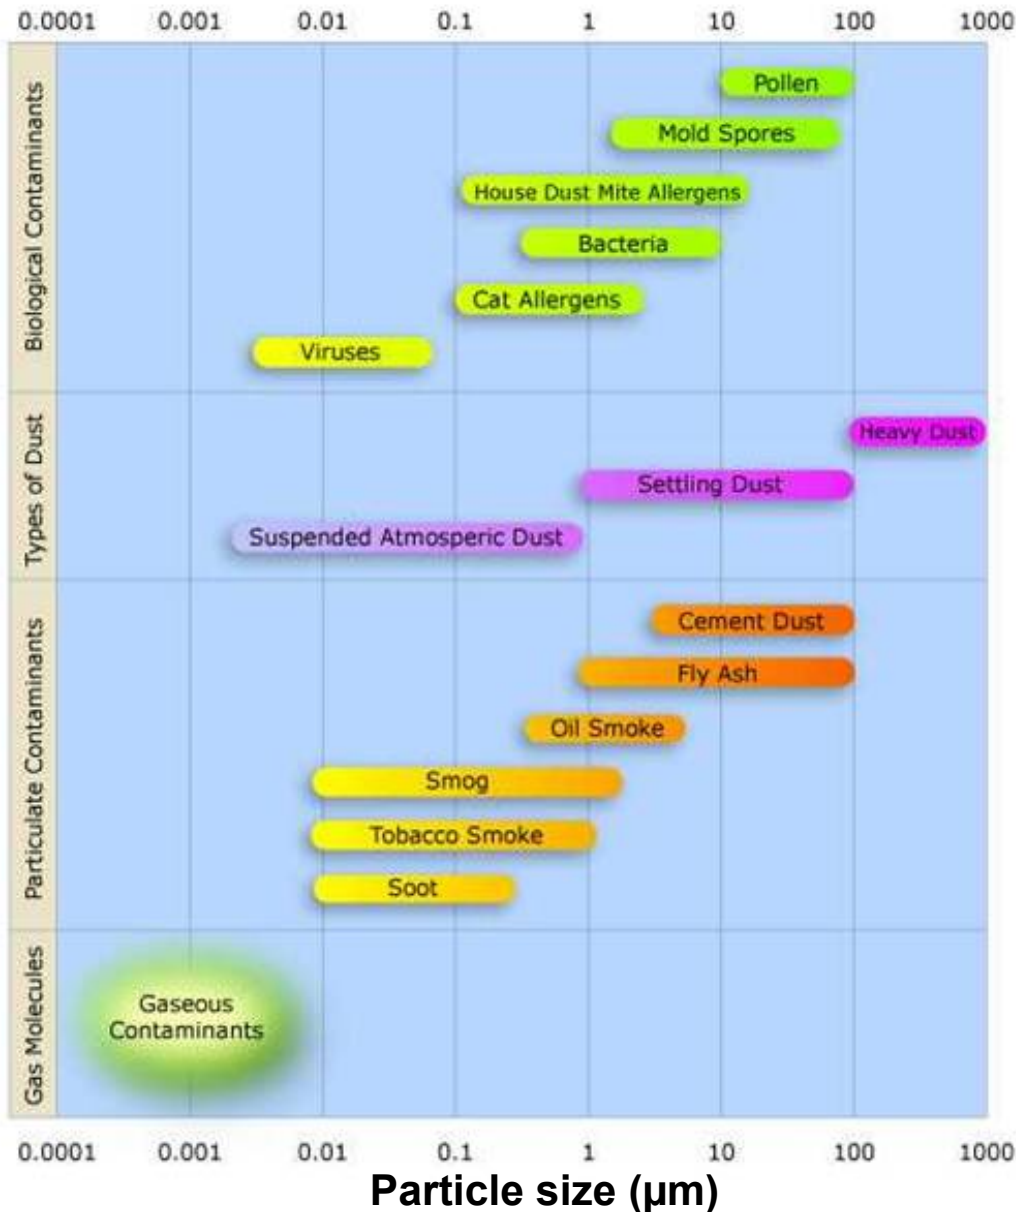 0.0001 0.001 0.01 0.1 1 10 100 1000
Biological Contaminants
Pollen
Mold Spores
House Dust Mite Allergens
Bacteria
Cat Allergens
Viruses
Types of Dust
Heavy Dust
Settling Dust
Suspended Atmosperic Dust
Particulate Contaminants
Cement Dust
Fly Ash
Oil Smoke
Smog
Tobacco Smoke
Soot
Gas Molecules
Gaseous
Contaminants
0.0001 0.001 0.01 0.1 1 10 100 1000
Particle size (μm)